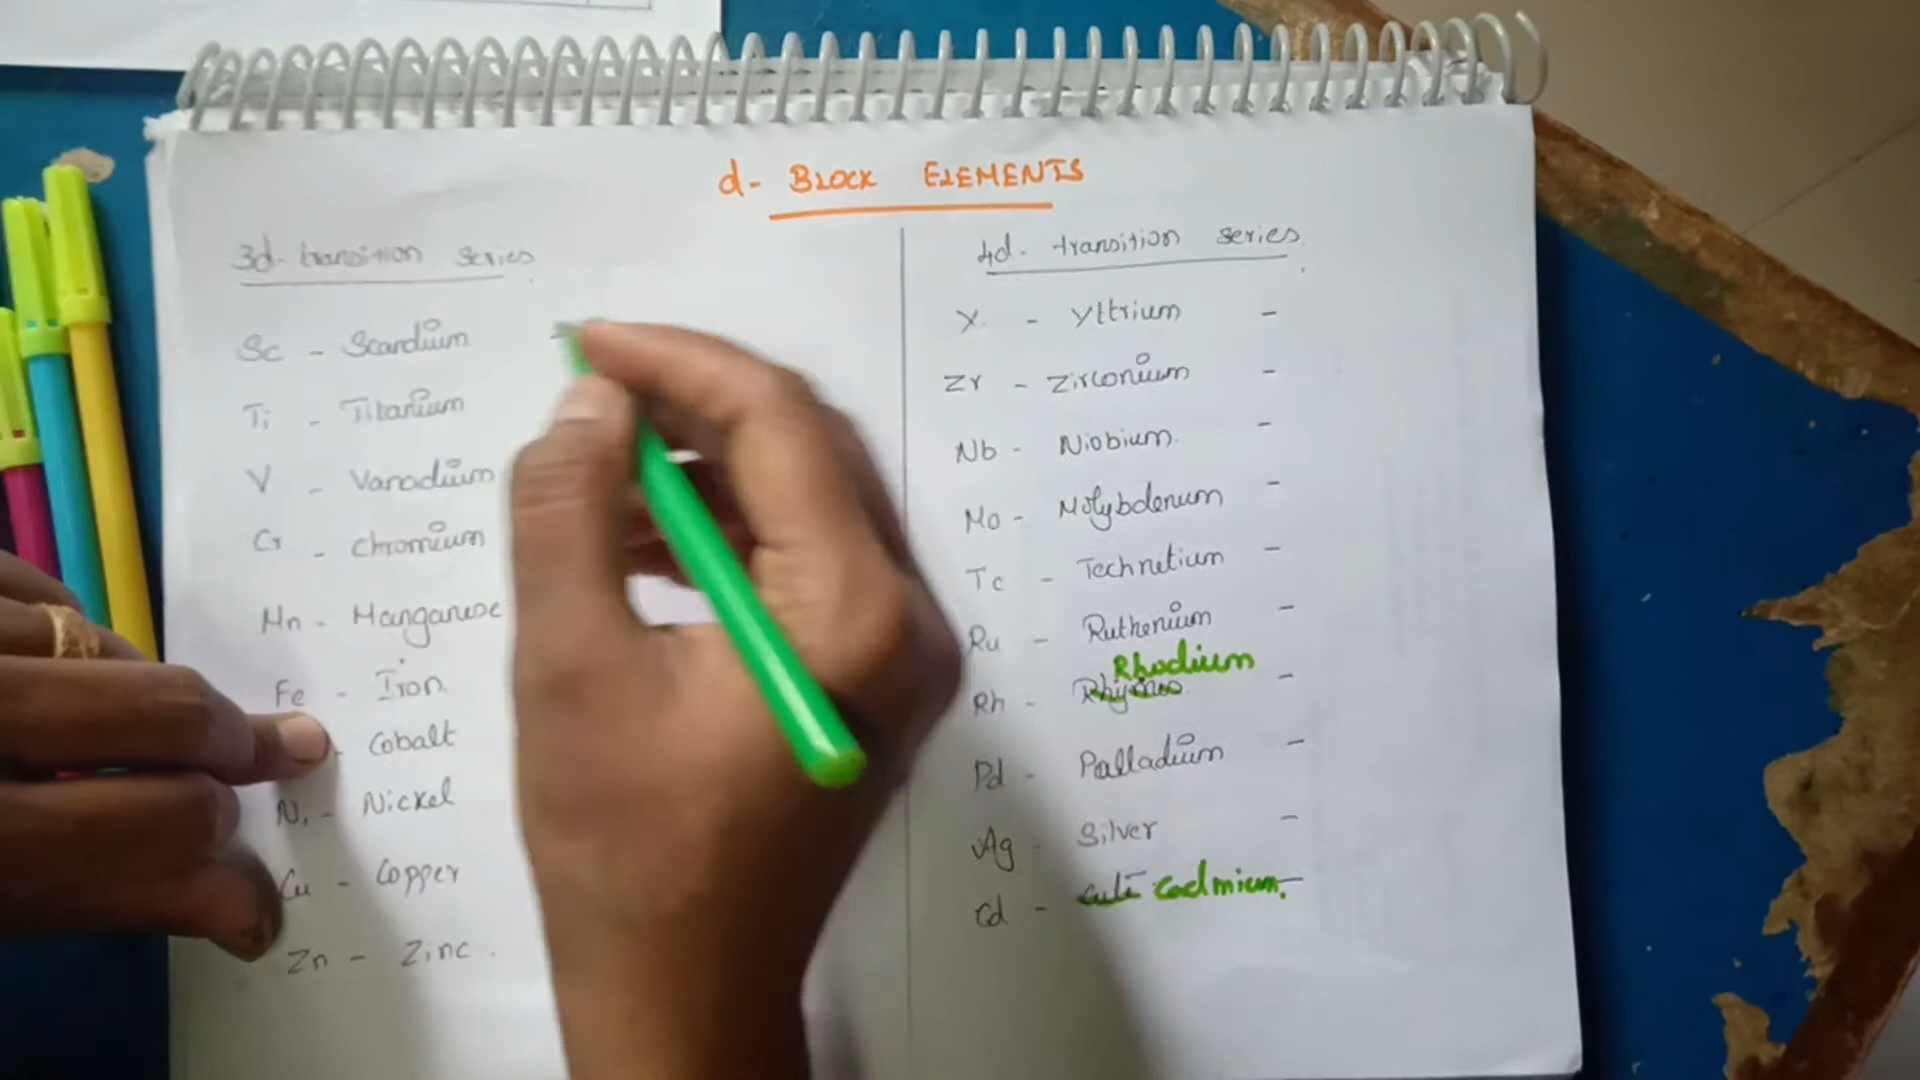 d- BLOCK ELEMENTS
3d- transition series
Sc - Scandium -
Ti - Titanium
V - Vanadium
Cr - Chromium
Mn - Manganese
Fe - Iron
- Cobalt
Ni - Nickel
Cu - Copper
Zn - Zinc.
4d- transition series
Y - Yttrium -
Zr - Zirconium -
Nb - Niobium. -
Mo - Molybdenum -
Tc - Technetium -
Ru - Ruthenium -
Rhodium
Rh - -
Pd - Palladium -
Ag - Silver -
Cd - Cadmium. -